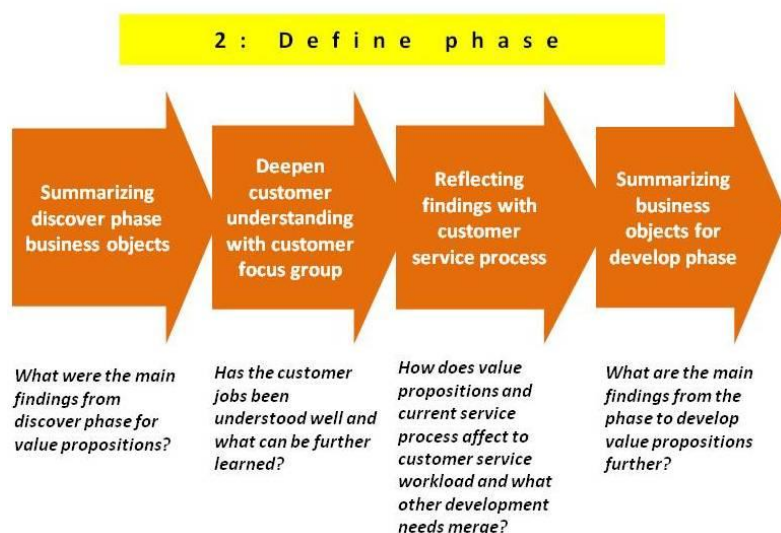 2: Define phase
Summarizing
discover phase
business objects
Deepen
customer
understanding
with customer
focus group
Reflecting
findings with
customer
service process
Summarizing
business
objects for
develop phase
What were the main
findings from
discover phase for
value propositions?
Has the customer
jobs been
understood well and
what can be further
learned?
How does value
propositions and
current service
process affect to
customer service
workload and what
other development
needs merge?
What are the main
findings from the
phase to develop
value propositions
further?